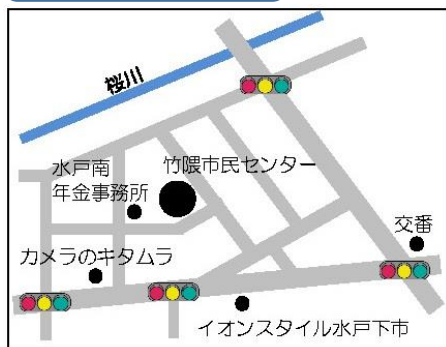 桜川
水戸南
年金事務所
竹隈市民センター
交番
カメラのキタムラ
イオンスタイル水戸下市